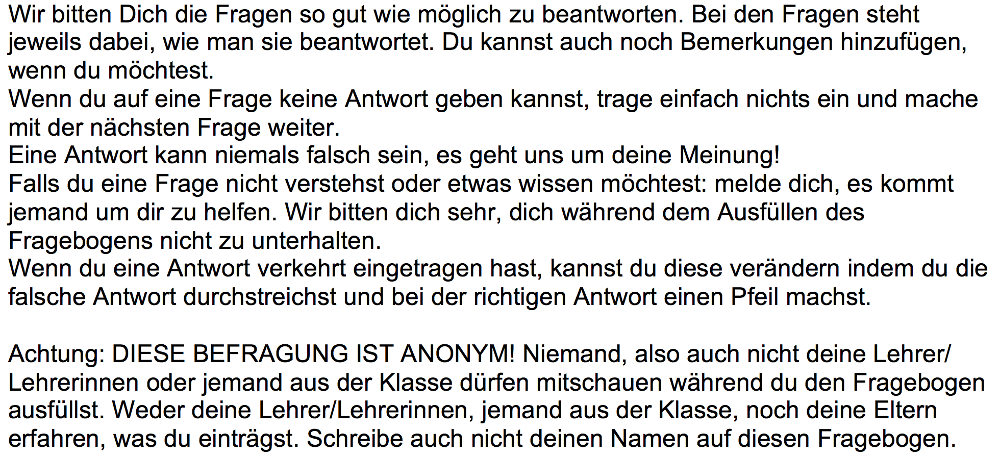 Wir bitten Dich die Fragen so gut wie möglich zu beantworten. Bei den Fragen steht
jeweils dabei, wie man sie beantwortet. Du kannst auch noch Bemerkungen hinzufügen,
wenn du möchtest.
Wenn du auf eine Frage keine Antwort geben kannst, trage einfach nichts ein und mache
mit der nächsten Frage weiter.
Eine Antwort kann niemals falsch sein, es geht uns um deine Meinung!
Falls du eine Frage nicht verstehst oder etwas wissen möchtest: melde dich, es kommt
jemand um dir zu helfen. Wir bitten dich sehr, dich während dem Ausfüllen des
Fragebogens nicht zu unterhalten.
Wenn du eine Antwort verkehrt eingetragen hast, kannst du diese verändern indem du die
falsche Antwort durchstreichst und bei der richtigen Antwort einen Pfeil machst.
Achtung: DIESE BEFRAGUNG IST ANONYM! Niemand, also auch nicht deine Lehrer/
Lehrerinnen oder jemand aus der Klasse dürfen mitschauen während du den Fragebogen
ausfüllst. Weder deine Lehrer/Lehrerinnen, jemand aus der Klasse, noch deine Eltern
erfahren, was du einträgst. Schreibe auch nicht deinen Namen auf diesen Fragebogen.